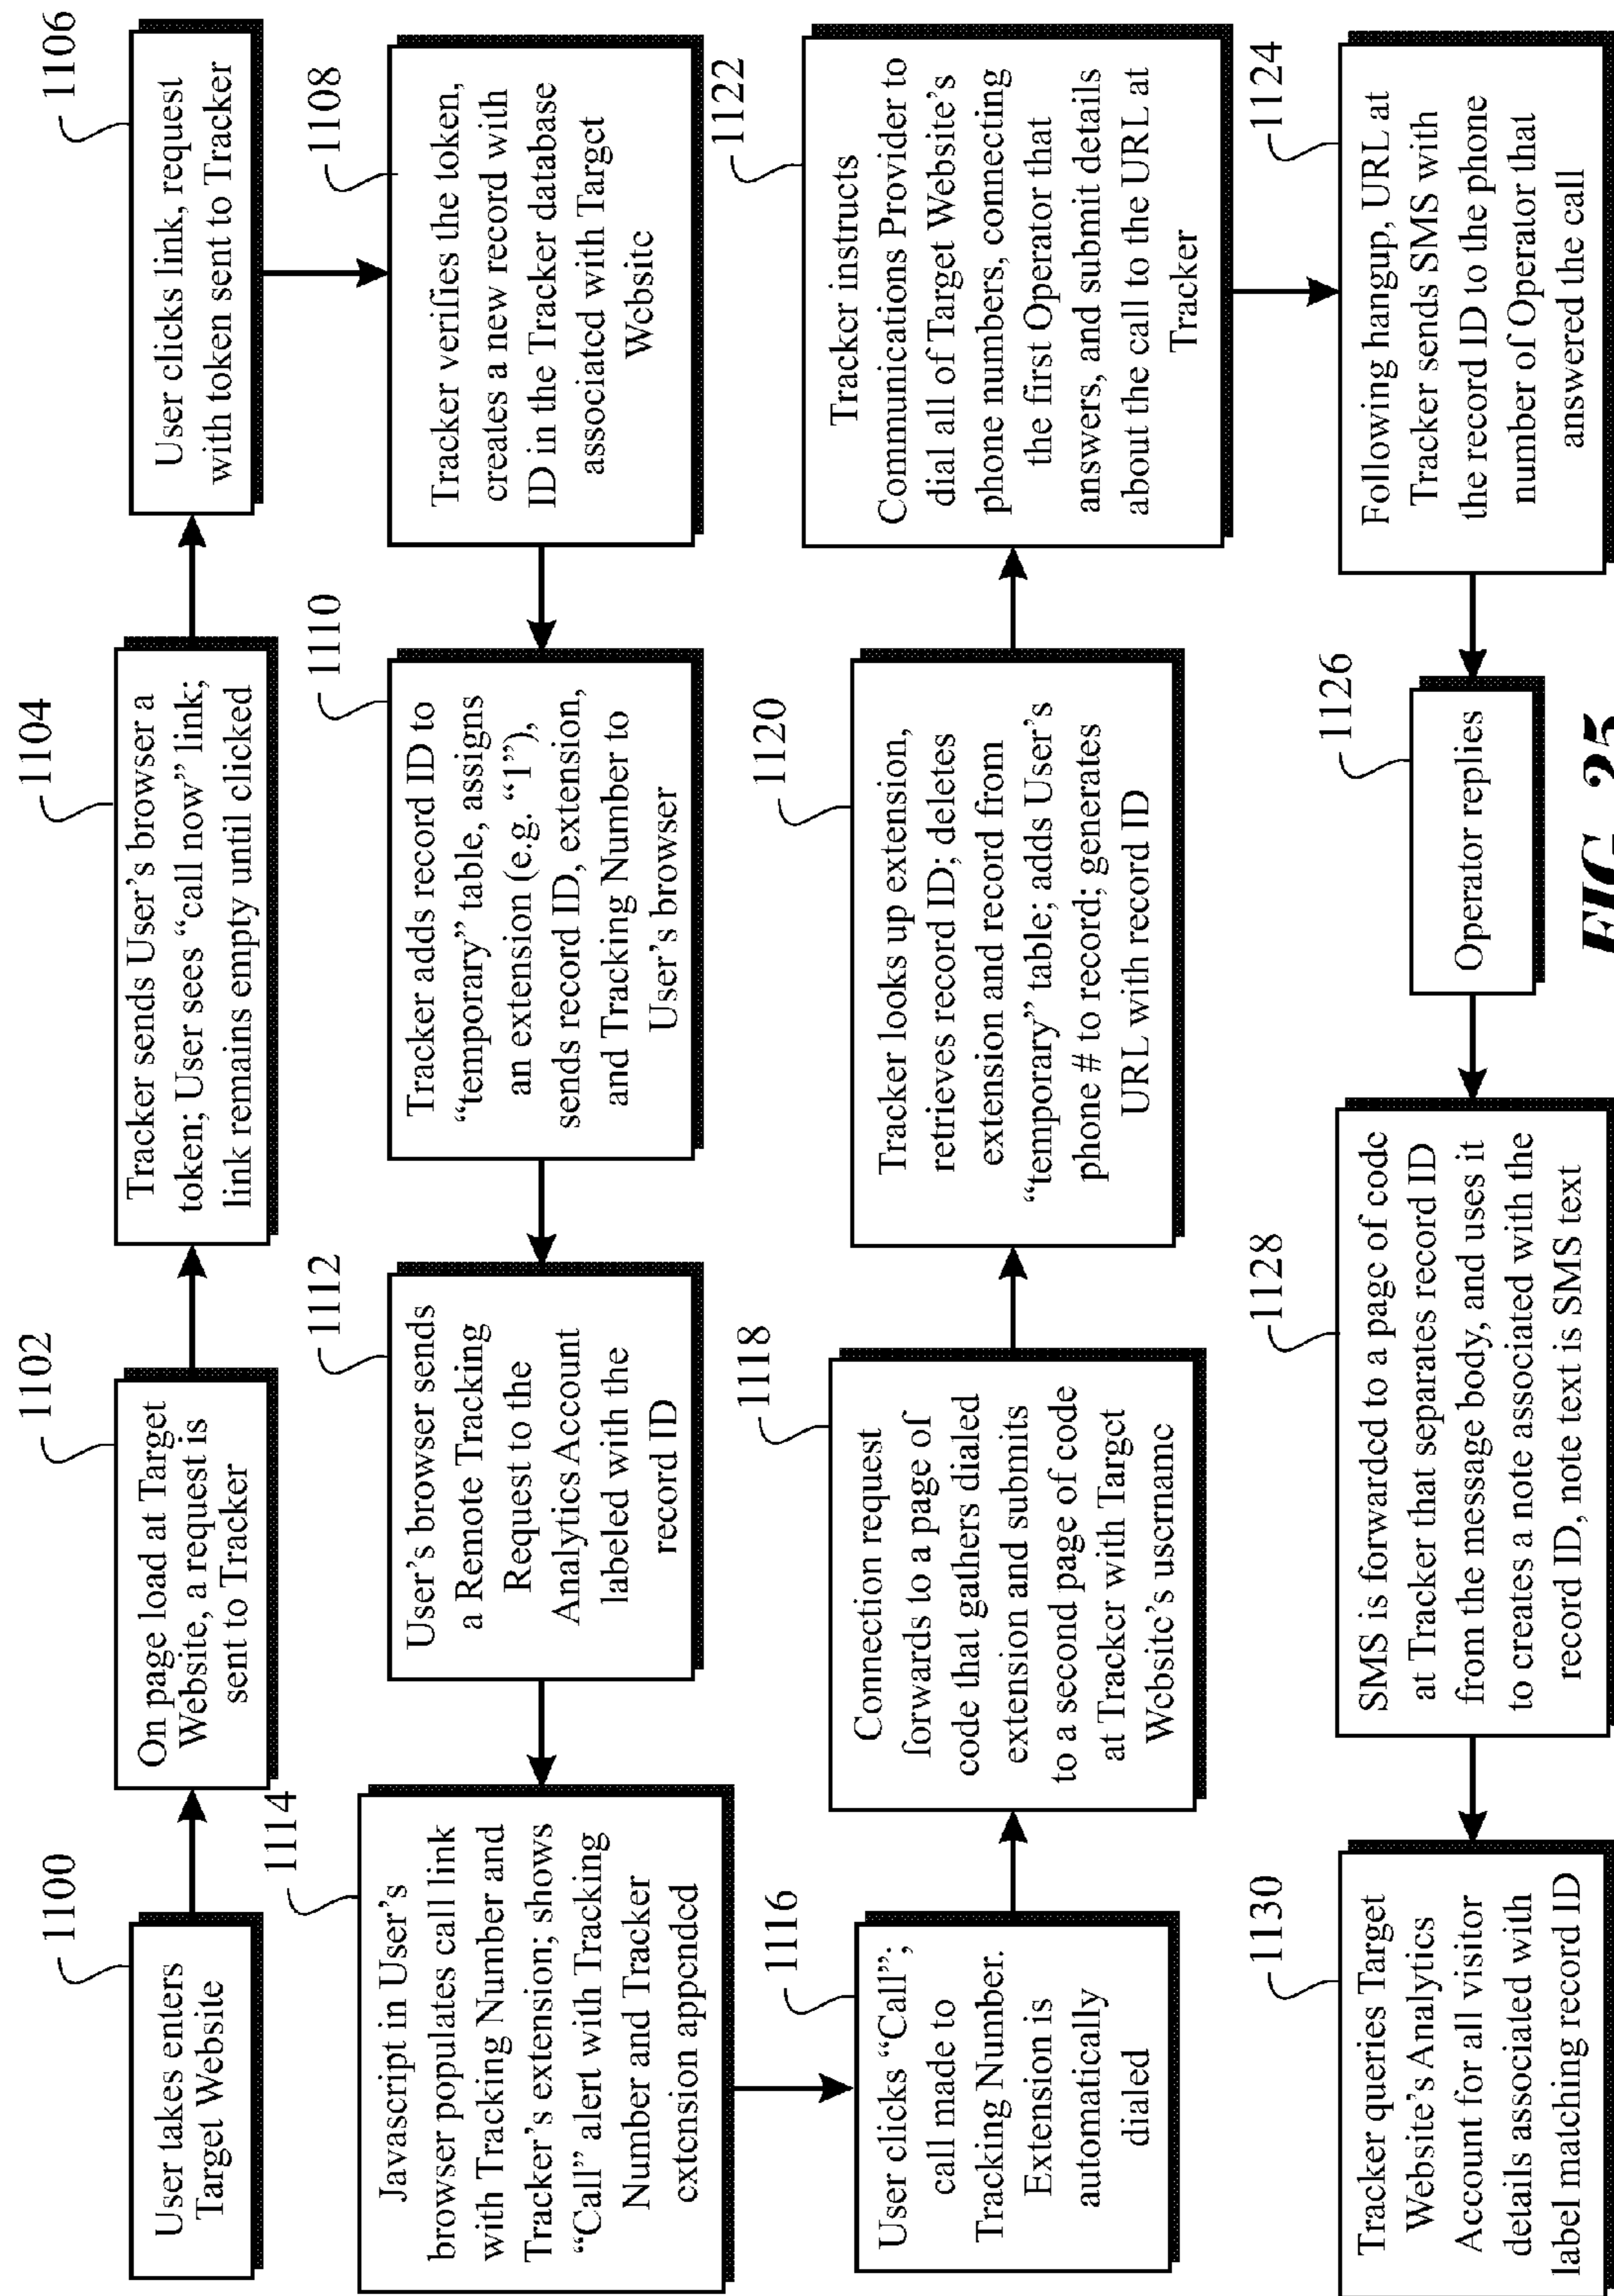 1100
User takes enters
Target Website
1102
On page load at Target
Website, a request is
sent to Tracker
1104
Tracker sends User's browser a
token; User sees “call now” link;
link remains empty until clicked
1106
User clicks link, request
with token sent to Tracker
1108
Tracker verifies the token,
creates a new record with
ID in the Tracker database
associated with Target
Website
1110
Tracker adds record ID to
“temporary” table, assigns
an extension (e.g. “1”),
sends record ID, extension,
and Tracking Number to
User's browser
1112
User's browser sends
a Remote Tracking
Request to the
Analytics Account
labeled with the
record ID
1114
Javascript in User's
browser populates call link
with Tracking Number and
Tracker's extension; shows
“Call” alert with Tracking
Number and Tracker
extension appended
1116
User clicks “Call”;
call made to
Tracking Number.
Extension is
automatically
dialed
1118
Connection request
forwards to a page of
code that gathers dialed
extension and submits
to a second page of code
at Tracker with Target
Website's username
1120
Tracker looks up extension,
retrieves record ID; deletes
extension and record from
“temporary” table; adds User's
phone # to record; generates
URL with record ID
1122
Tracker instructs
Communications Provider to
dial all of Target Website's
phone numbers, connecting
the first Operator that
answers, and submit details
about the call to the URL at
Tracker
1124
Following hangup, URL at
Tracker sends SMS with
the record ID to the phone
number of Operator that
answered the call
1126
Operator replies
1128
SMS is forwarded to a page of code
at Tracker that separates record ID
from the message body, and uses it
to creates a note associated with the
record ID, note text is SMS text
1130
Tracker queries Target
Website's Analytics
Account for all visitor
details associated with
label matching record ID
FIG. 25